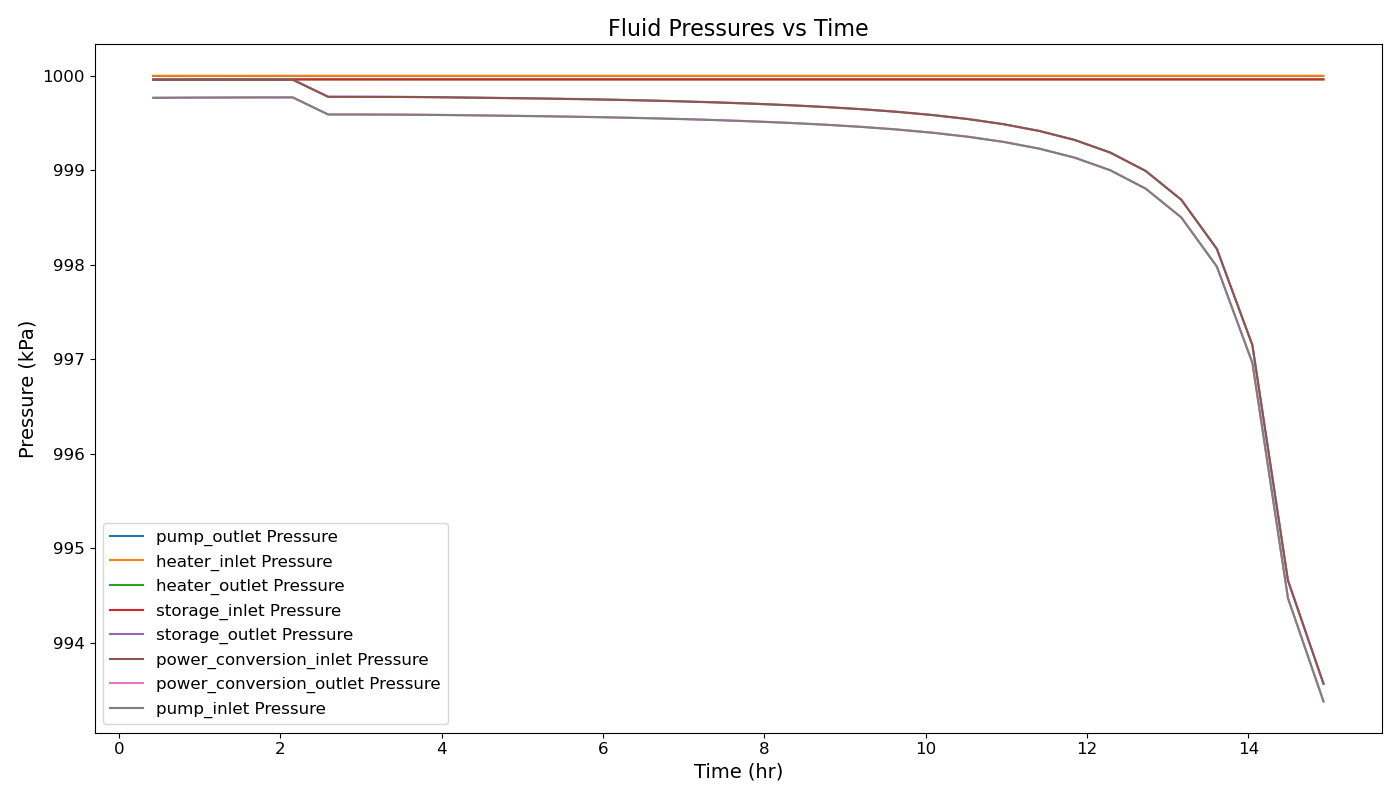 Fluid Pressures vs Time
Pressure (kPa)
1000
999
998
997
996
995
994
pump_outlet Pressure
heater_inlet Pressure
heater_outlet Pressure
storage_inlet Pressure
storage_outlet Pressure
power_conversion_inlet Pressure
power_conversion_outlet Pressure
pump_inlet Pressure
0 2 4 6 8 10 12 14
Time (hr)